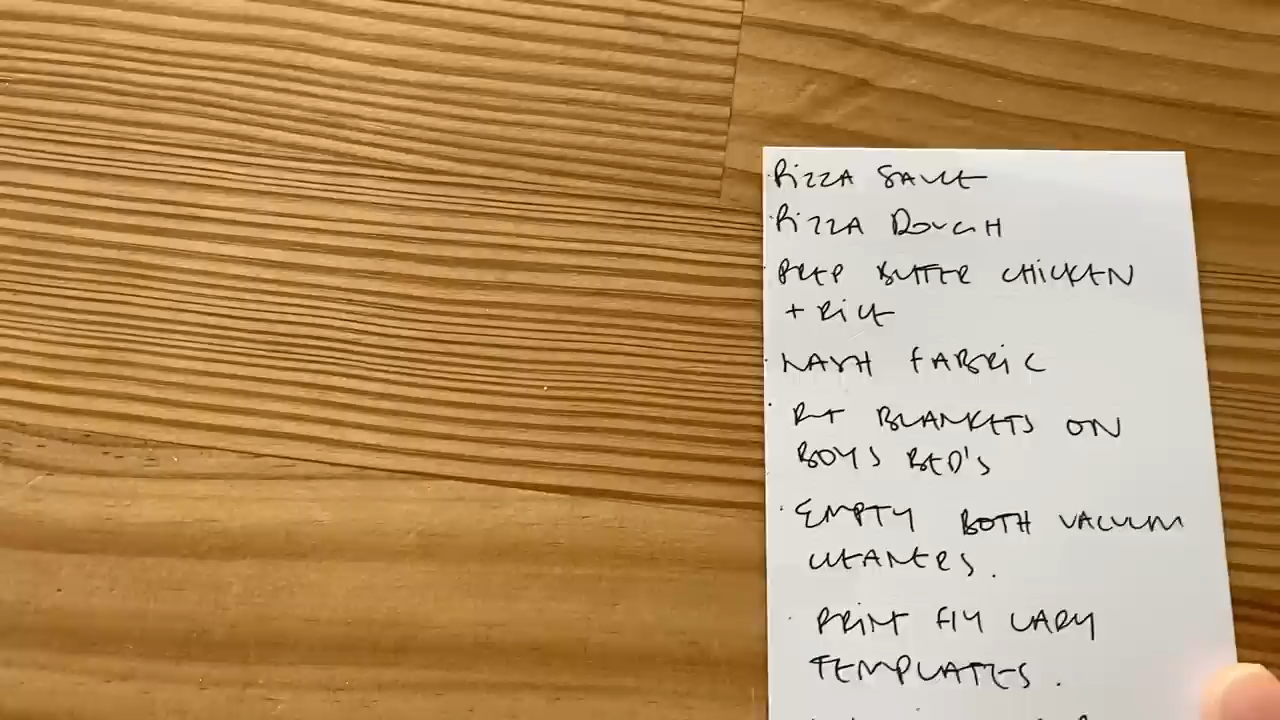 · PIZZA SAUCE
· PIZZA DOUGH
· PREP BUTTER CHICKEN
+ RICE
· WASH FABRIC
· PUT BLANKETS ON
BOYS BED'S
· EMPTY BOTH VACUUM
CLEANERS.
· PRINT FLY LADY
TEMPLATES.